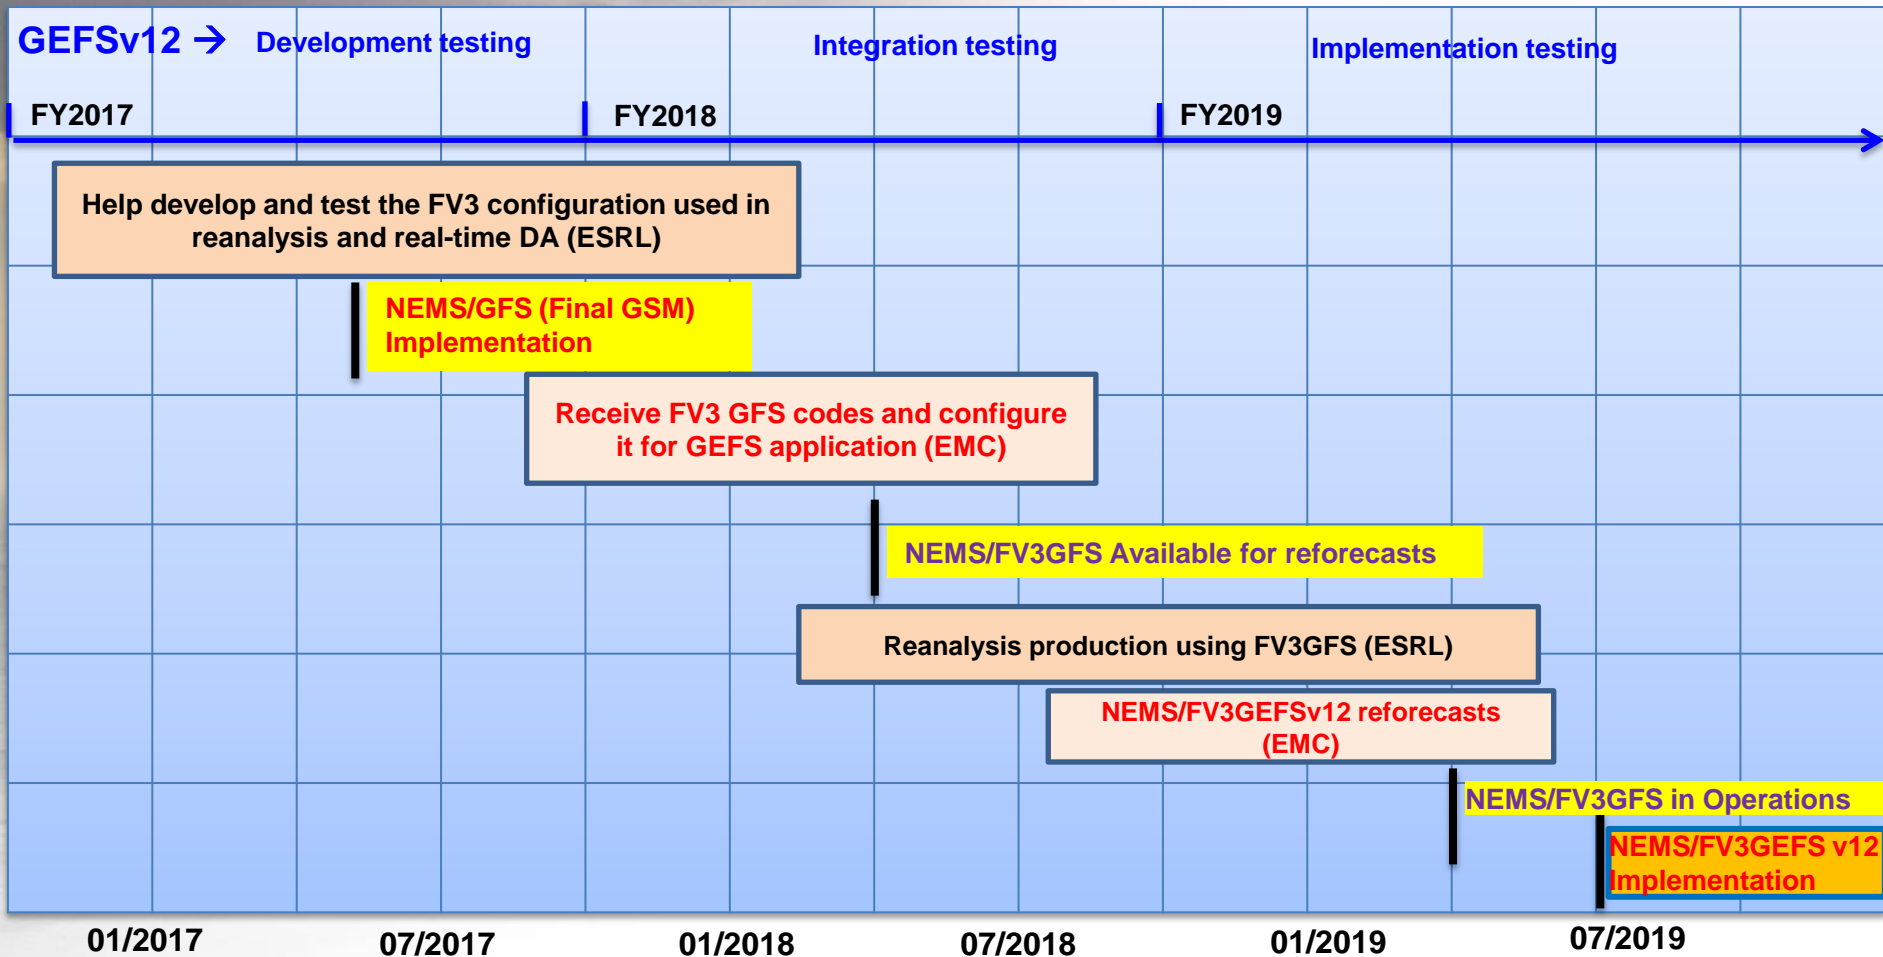 GEFSv12 → Development testing
Integration testing
Implementation testing
FY2017
FY2018
FY2019
Help develop and test the FV3 configuration used in
reanalysis and real-time DA (ESRL)
NEMS/GFS (Final GSM)
Implementation
Receive FV3 GFS codes and configure
it for GEFS application (EMC)
NEMS/FV3GFS Available for reforecasts
Reanalysis production using FV3GFS (ESRL)
NEMS/FV3GEFSv12 reforecasts
(EMC)
NEMS/FV3GFS in Operations
NEMS/FV3GEFS v12
Implementation
01/2017
07/2017
01/2018
07/2018
01/2019
07/2019